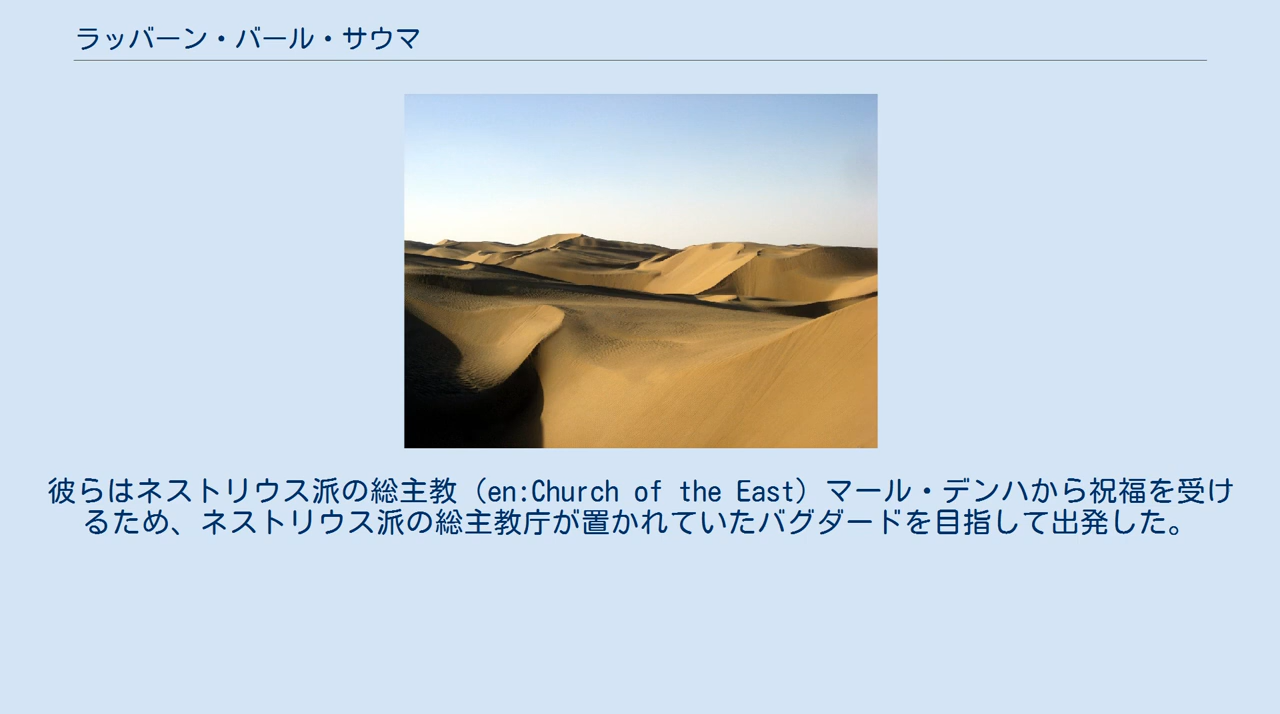 ラッバーン・バール・サウマ
彼らはネストリウス派の総主教（en:Church of the East）マール・デンハから祝福を受け
るため、ネストリウス派の総主教庁が置かれていたバグダードを目指して出発した。